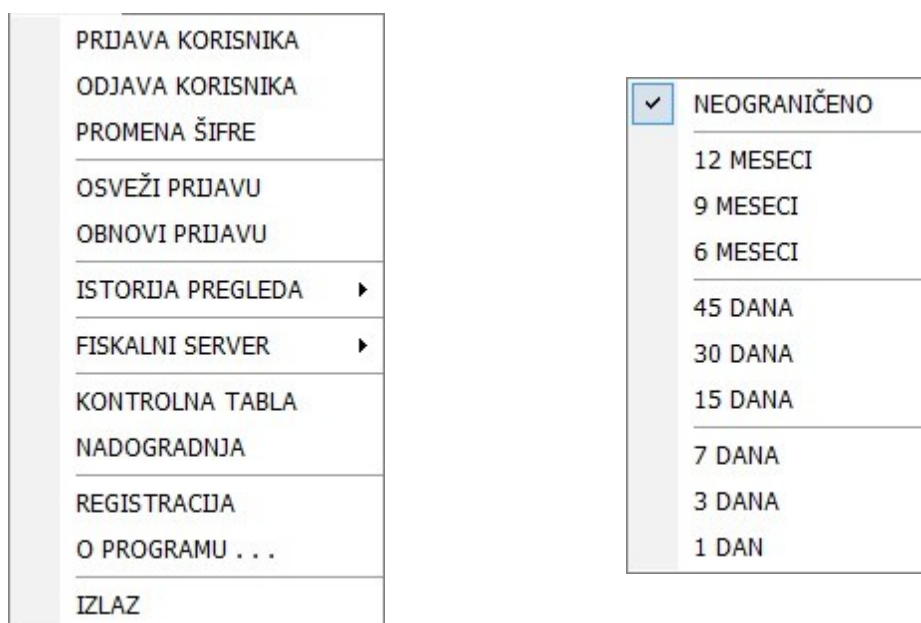 PRIJAVA KORISNIKA
ODJAVA KORISNIKA
PROMENA ŠIFRE
OSVEŽI PRIJAVU
OBNOVI PRIJAVU
ISTORIJA PREGLEDA
FISKALNI SERVER
KONTROLNA TABLA
NADOGRADNJA
REGISTRACIJA
O PROGRAMU . . .
IZLAZ
NEOGRANIČENO
12 MESECI
9 MESECI
6 MESECI
45 DANA
30 DANA
15 DANA
7 DANA
3 DANA
1 DAN